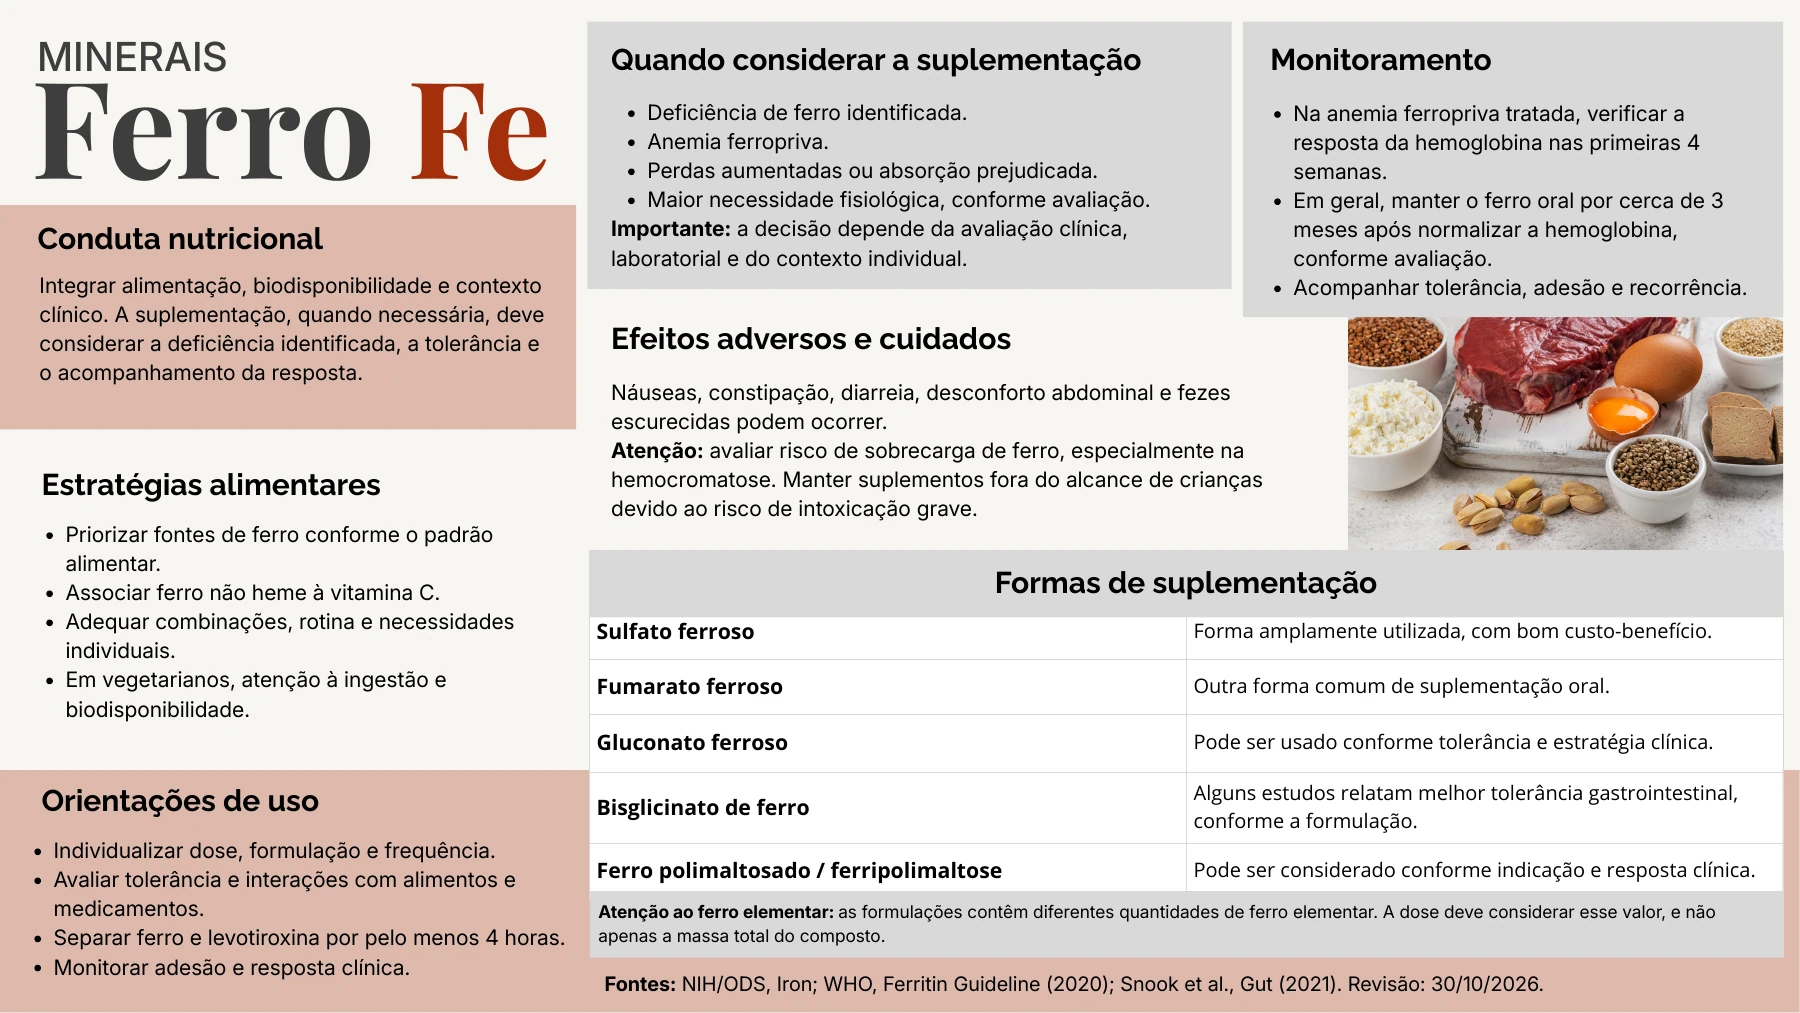 MINERAIS
Ferro Fe
Conduta nutricional
Integrar alimentação, biodisponibilidade e contexto
clínico. A suplementação, quando necessária, deve
considerar a deficiência identificada, a tolerância e
o acompanhamento da resposta.
Estratégias alimentares
• Priorizar fontes de ferro conforme o padrão
alimentar.
• Associar ferro não heme à vitamina C.
• Adequar combinações, rotina e necessidades
individuais.
• Em vegetarianos, atenção à ingestão e
biodisponibilidade.
Orientações de uso
• Individualizar dose, formulação e frequência.
• Avaliar tolerância e interações com alimentos e
medicamentos.
• Separar ferro e levotiroxina por pelo menos 4 horas.
• Monitorar adesão e resposta clínica.
Quando considerar a suplementação
• Deficiência de ferro identificada.
• Anemia ferropriva.
• Perdas aumentadas ou absorção prejudicada.
• Maior necessidade fisiológica, conforme avaliação.
Importante: a decisão depende da avaliação clínica,
laboratorial e do contexto individual.
Monitoramento
• Na anemia ferropriva tratada, verificar a
resposta da hemoglobina nas primeiras 4
semanas.
• Em geral, manter o ferro oral por cerca de 3
meses após normalizar a hemoglobina,
conforme avaliação.
• Acompanhar tolerância, adesão e recorrência.
Efeitos adversos e cuidados
Náuseas, constipação, diarreia, desconforto abdominal e fezes
escurecidas podem ocorrer.
Atenção: avaliar risco de sobrecarga de ferro, especialmente na
hemocromatose. Manter suplementos fora do alcance de crianças
devido ao risco de intoxicação grave.
Formas de suplementação
Sulfato ferroso
Forma amplamente utilizada, com bom custo-benefício.
Fumarato ferroso
Outra forma comum de suplementação oral.
Gluconato ferroso
Pode ser usado conforme tolerância e estratégia clínica.
Bisglicinato de ferro
Alguns estudos relatam melhor tolerância gastrointestinal,
conforme a formulação.
Ferro polimaltosado / ferripolimaltose
Pode ser considerado conforme indicação e resposta clínica.
Atenção ao ferro elementar: as formulações contêm diferentes quantidades de ferro elementar. A dose deve considerar esse valor, e não
apenas a massa total do composto.
Fontes: NIH/ODS, Iron; WHO, Ferritin Guideline (2020); Snook et al., Gut (2021). Revisão: 30/10/2026.